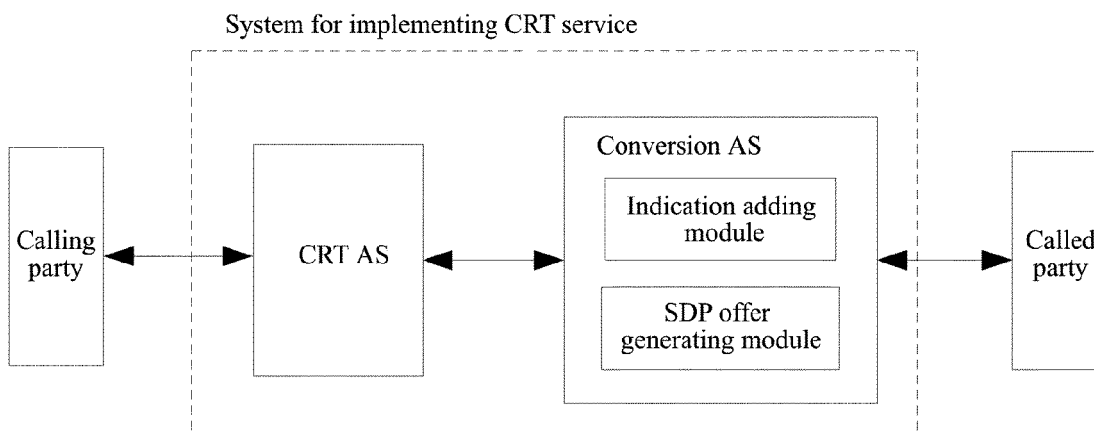 System for implementing CRT service
Calling
party
CRT AS
Conversion AS
Indication adding
module
SDP offer
generating module
Called
party